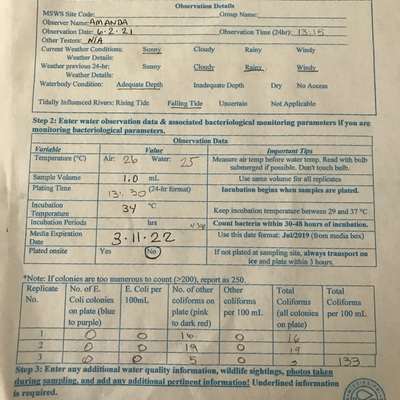 Observation Details
MSWS Site Code: Group Name:
Observer Name: AMANDA
Observation Date: 6-2-21 Observation Time (24hr): 13:15
Other Testers: N/A
Current Weather Conditions: Sunny Cloudy Rainy Windy
Weather Details:
Weather previous 24-hr: Sunny Cloudy Rainy Windy
Weather Details:
Waterbody Condition: Adequate Depth Inadequate Depth Dry No Access
Tidally Influenced Rivers: Rising Tide Falling Tide Uncertain Not Applicable
Step 2: Enter water observation data & associated bacteriological monitoring parameters if you are
monitoring bacteriological parameters.
Observation Data
Variable Value Important Tips
Temperature (°C) Air: 26 Water: 25 Measure air temp before water temp. Read with bulb
submerged if possible. Don't touch bulb.
Sample Volume 1.0 mL Use same volume for all replicates
Plating Time 13:30 (24-hr format) Incubation begins when samples are plated.
Incubation
Temperature 34 °C Keep incubation temperature between 29 and 37 °C
Incubation Periods hrs Count bacteria within 30-48 hours of incubation.
Media Expiration
Date 3-11-22 Use this date format: Jul/2019 (from media box)
Plated onsite Yes No If not plated at sampling site, always transport on
ice and plate within 3 hours.
*Note: If colonies are too numerous to count (>200), report as 250.
Replicate No. of E. E. Coli per No. of other Other Total Total
No. Coli colonies 100mL coliforms on coliforms Coliforms Coliforms
on plate (blue plate (pink per 100 mL (all colonies per 100 mL
to purple) to dark red) on plate)
1 0 0 16 0 16
2 0 0 19 0 19
3 0 0 5 0 133
Step 3: Enter any additional water quality information, wildlife sightings, photos taken
during sampling, and add any additional pertinent information! Underlined information
is required.